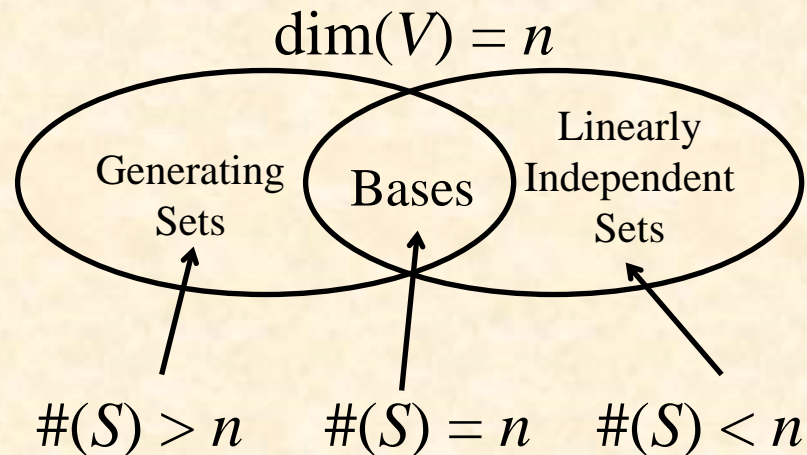 dim(V) = n
Generating
Sets
Bases
Linearly
Independent
Sets
#(S) > n
#(S) = n
#(S) < n